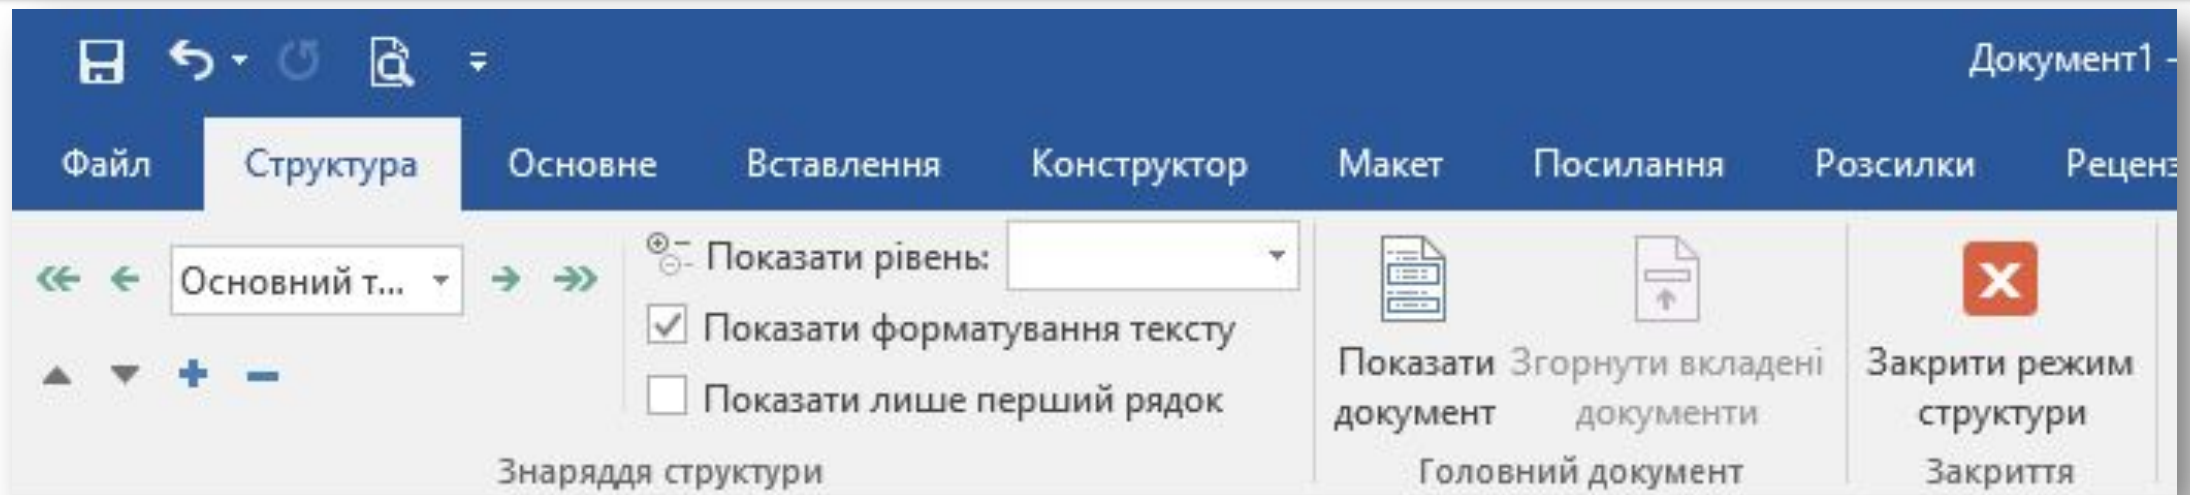 Документ1 -
Файл Структура Основне Вставлення Конструктор Макет Посилання Розсилки Реценз
Основний т...
Показати рівень:
Показати форматування тексту
Показати лише перший рядок
Знаряддя структури
Показати документ
Згорнути вкладені документи
Головний документ
Закрити режим структури
Закриття